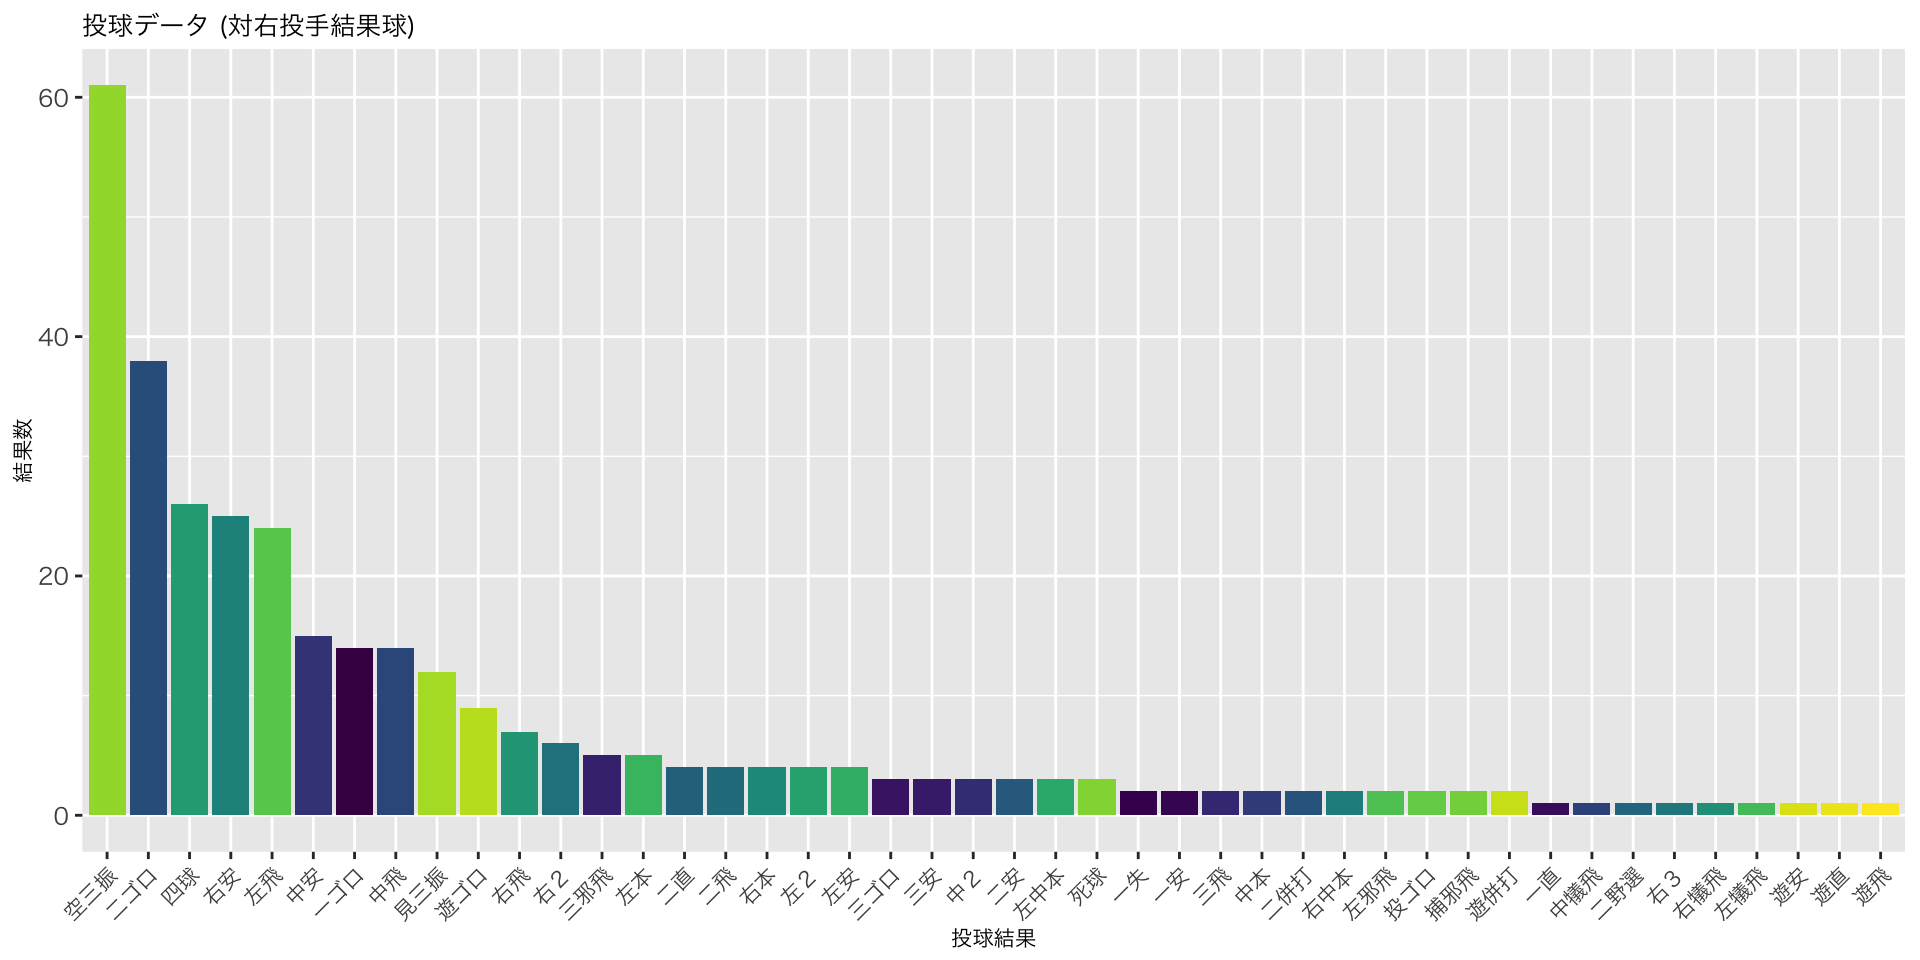 投球データ (対右投手結果球)
結果数
60
40
20
0
空三振
二ゴロ
四球
右安
左飛
中安
一ゴロ
中飛
見三振
遊ゴロ
右飛
右２
三邪飛
左本
二直
二飛
右本
左２
左安
三ゴロ
三安
中２
二安
左中本
死球
一失
一安
三飛
中本
二併打
右中本
左邪飛
投ゴロ
捕邪飛
遊併打
一直
中犠飛
二野選
右３
右犠飛
左犠飛
遊安
遊直
遊飛
投球結果